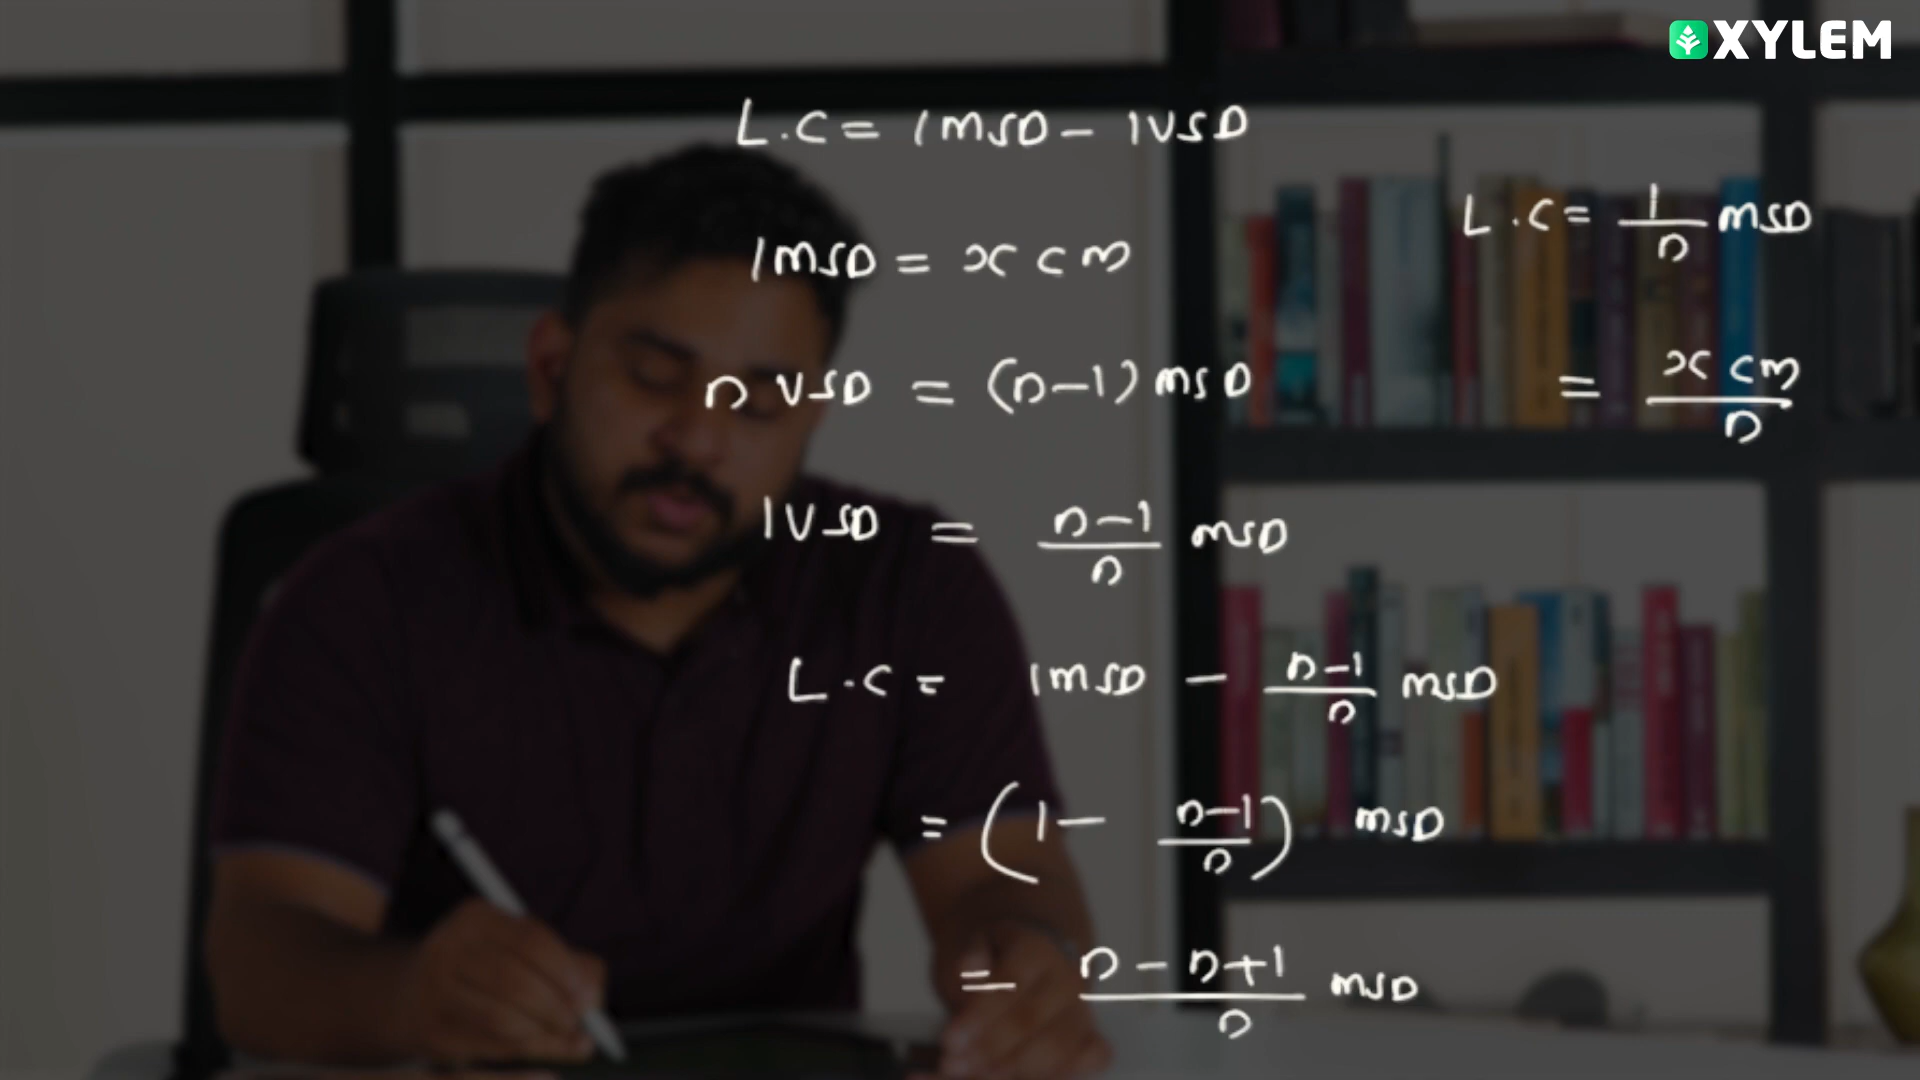 XYLEM
L.C = 1MSD - 1VSD
1MSD = x cm
n VSD = (n-1) MSD
1VSD = n-1/n MSD
L.C = 1MSD - n-1/n MSD
= (1 - n-1/n) MSD
= n-n+1/n MSD
L.C = 1/n MSD
= x cm/n